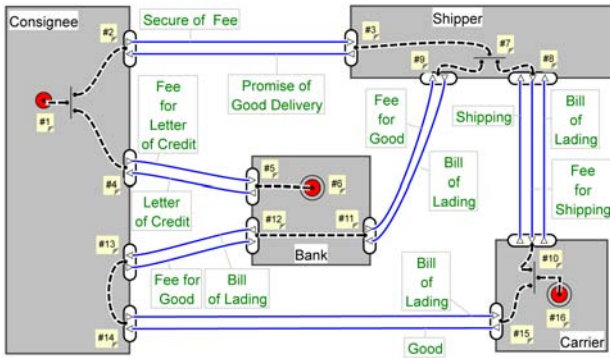 Consignee
Shipper
Secure of Fee
#2
#3
#7
#9
#8
Promise of
Good Delivery
Fee
for
Letter
of Credit
#1
Fee
for
Good
Shipping
Bill
of
Lading
Bill
of
Lading
#4
#5
#6
Letter
of Credit
Fee
for
Shipping
#12
#11
#13
Bank
Fee for
Good
Bill
of Lading
Bill
of
Lading
#10
#16
#14
#15
Good
Carrier